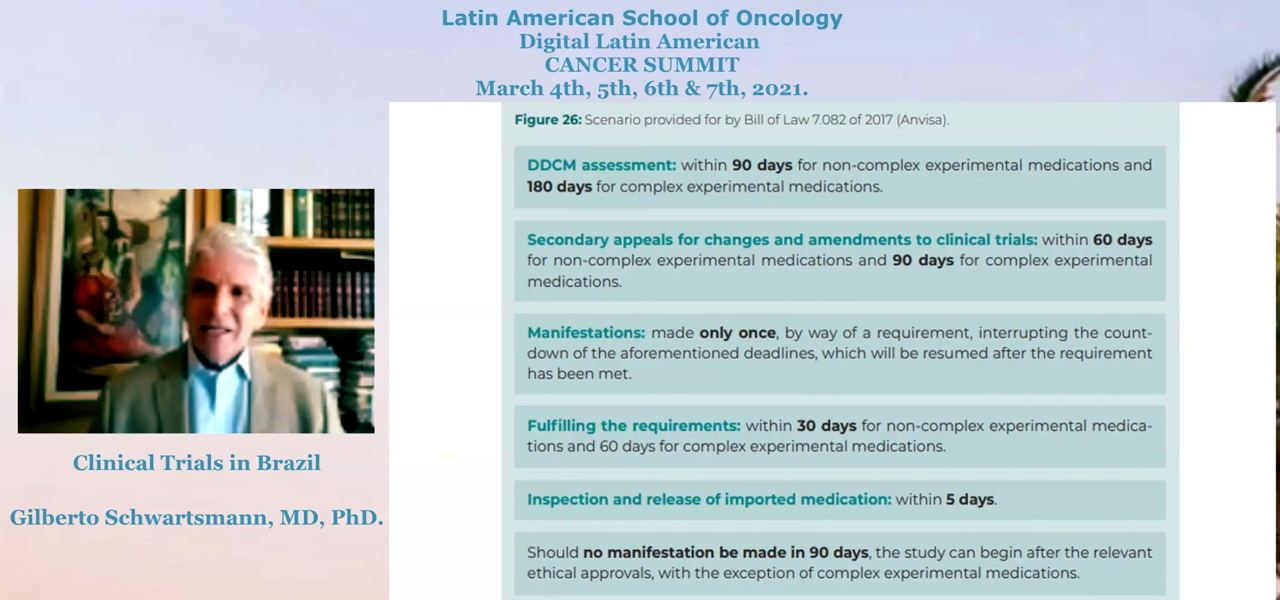 Latin American School of Oncology
Digital Latin American
CANCER SUMMIT
March 4th, 5th, 6th & 7th, 2021.
Figure 26: Scenario provided for by Bill of Law 7.082 of 2017 (Anvisa).
DDCM assessment: within 90 days for non-complex experimental medications and
180 days for complex experimental medications.
Secondary appeals for changes and amendments to clinical trials: within 60 days
for non-complex experimental medications and 90 days for complex experimental
medications.
Manifestations: made only once, by way of a requirement, interrupting the count-
down of the aforementioned deadlines, which will be resumed after the requirement
has been met.
Fulfilling the requirements: within 30 days for non-complex experimental medica-
tions and 60 days for complex experimental medications.
Inspection and release of imported medication: within 5 days.
Should no manifestation be made in 90 days, the study can begin after the relevant
ethical approvals, with the exception of complex experimental medications.
Clinical Trials in Brazil
Gilberto Schwartsmann, MD, PhD.